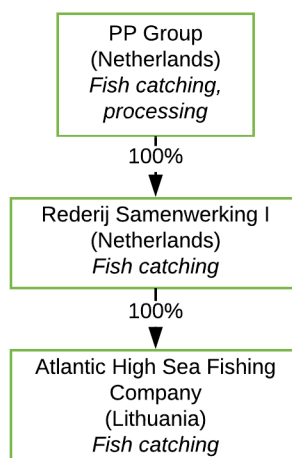 PP Group
(Netherlands)
Fish catching,
processing
100%
Rederij Samenwerking I
(Netherlands)
Fish catching
100%
Atlantic High Sea Fishing
Company
(Lithuania)
Fish catching